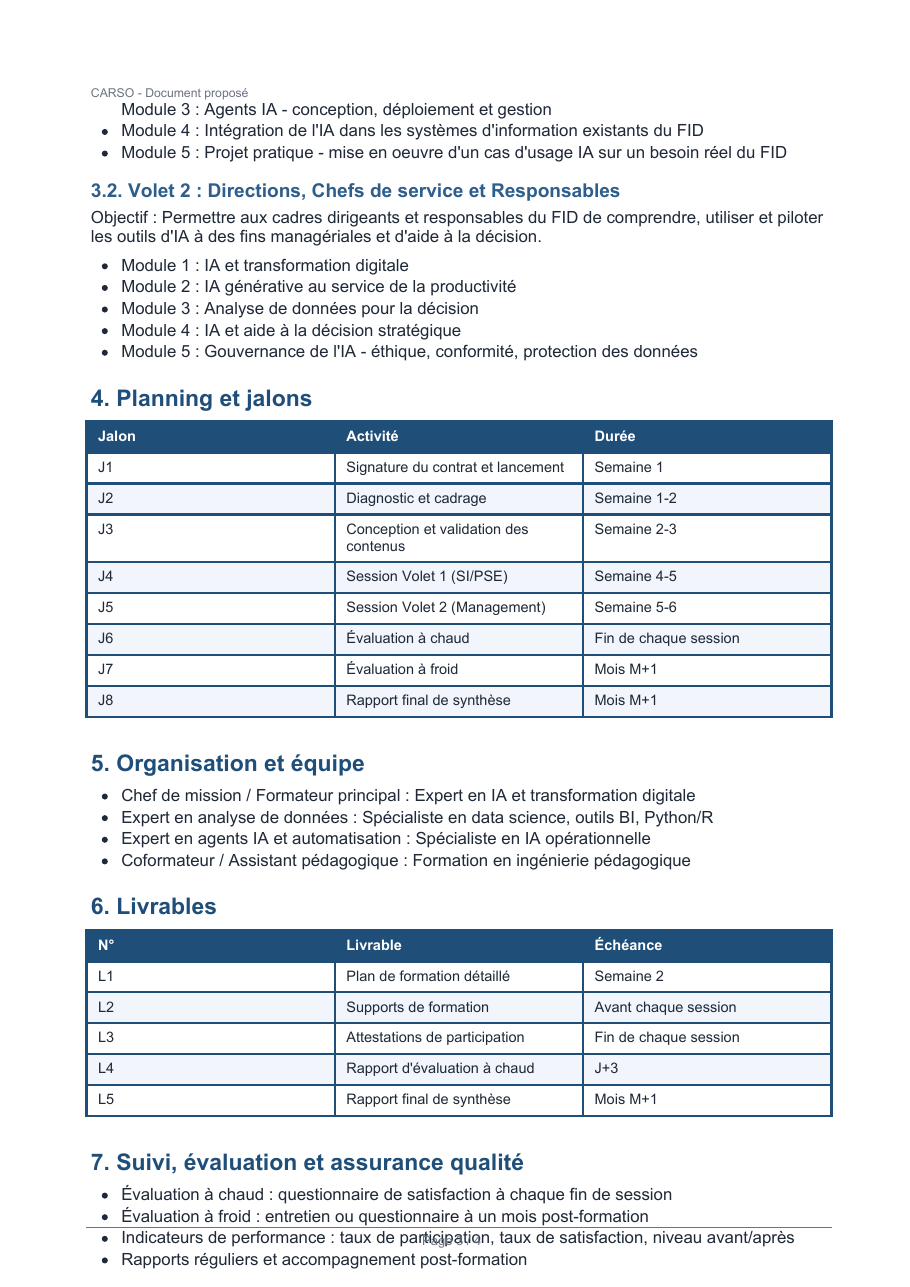 CARSO - Document proposé
Module 3 : Agents IA - conception, déploiement et gestion
• Module 4 : Intégration de l'IA dans les systèmes d'information existants du FID
• Module 5 : Projet pratique - mise en oeuvre d'un cas d'usage IA sur un besoin réel du FID
3.2. Volet 2 : Directions, Chefs de service et Responsables
Objectif : Permettre aux cadres dirigeants et responsables du FID de comprendre, utiliser et piloter
les outils d'IA à des fins managériales et d'aide à la décision.
• Module 1 : IA et transformation digitale
• Module 2 : IA générative au service de la productivité
• Module 3 : Analyse de données pour la décision
• Module 4 : IA et aide à la décision stratégique
• Module 5 : Gouvernance de l'IA - éthique, conformité, protection des données
4. Planning et jalons
Jalon Activité Durée
J1 Signature du contrat et lancement Semaine 1
J2 Diagnostic et cadrage Semaine 1-2
J3 Conception et validation des Semaine 2-3
contenus
J4 Session Volet 1 (SI/PSE) Semaine 4-5
J5 Session Volet 2 (Management) Semaine 5-6
J6 Évaluation à chaud Fin de chaque session
J7 Évaluation à froid Mois M+1
J8 Rapport final de synthèse Mois M+1
5. Organisation et équipe
• Chef de mission / Formateur principal : Expert en IA et transformation digitale
• Expert en analyse de données : Spécialiste en data science, outils BI, Python/R
• Expert en agents IA et automatisation : Spécialiste en IA opérationnelle
• Coformateur / Assistant pédagogique : Formation en ingénierie pédagogique
6. Livrables
N° Livrable Échéance
L1 Plan de formation détaillé Semaine 2
L2 Supports de formation Avant chaque session
L3 Attestations de participation Fin de chaque session
L4 Rapport d'évaluation à chaud J+3
L5 Rapport final de synthèse Mois M+1
7. Suivi, évaluation et assurance qualité
• Évaluation à chaud : questionnaire de satisfaction à chaque fin de session
• Évaluation à froid : entretien ou questionnaire à un mois post-formation
• Indicateurs de performance : taux de participation, taux de satisfaction, niveau avant/après
Page
• Rapports réguliers et accompagnement post-formation